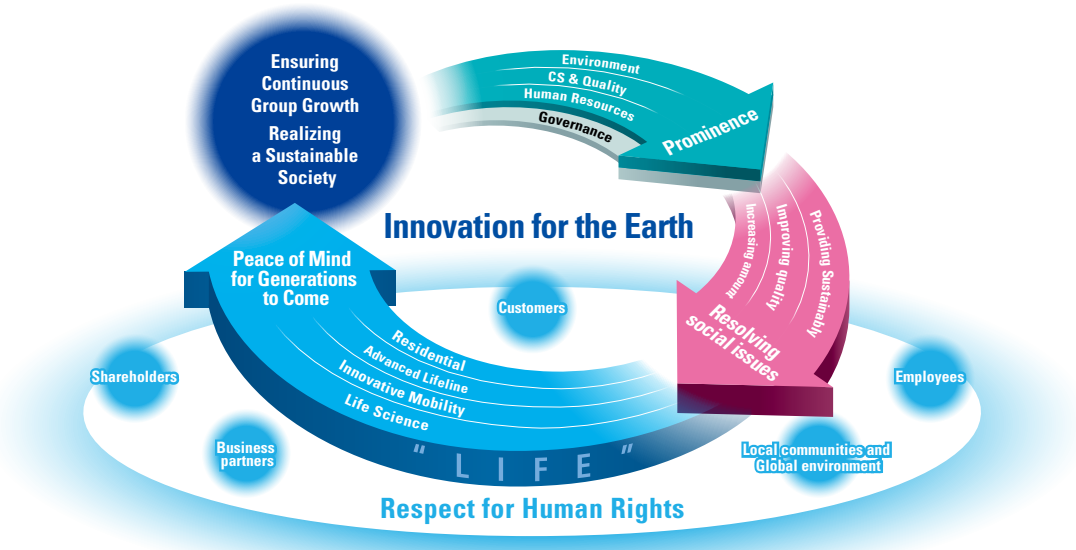 Ensuring
Continuous
Group Growth
Realizing
a Sustainable
Society
Environment
CS & Quality
Human Resources
Governance
Prominence
Innovation for the Earth
Increasing amount
Improving quality
Providing Sustainably
Resolving
social issues
Peace of Mind
for Generations
to Come
Customers
Residential
Advanced Lifeline
Innovative Mobility
Life Science
Shareholders
Employees
Business
partners
Local communities and
Global environment
" L I F E "
Respect for Human Rights